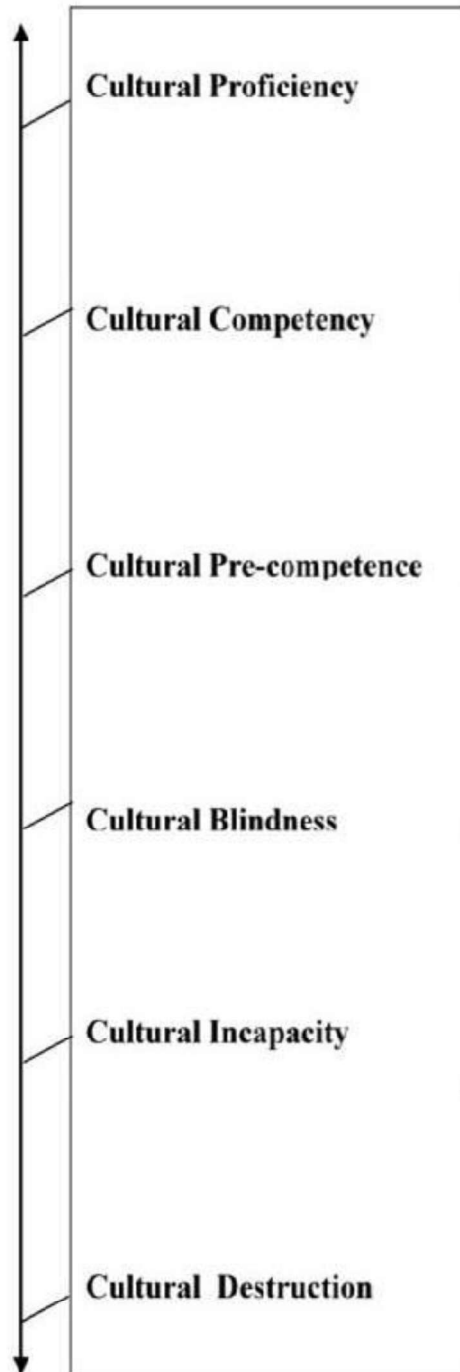 Cultural Proficiency
Cultural Competency
Cultural Pre-competence
Cultural Blindness
Cultural Incapacity
Cultural Destruction